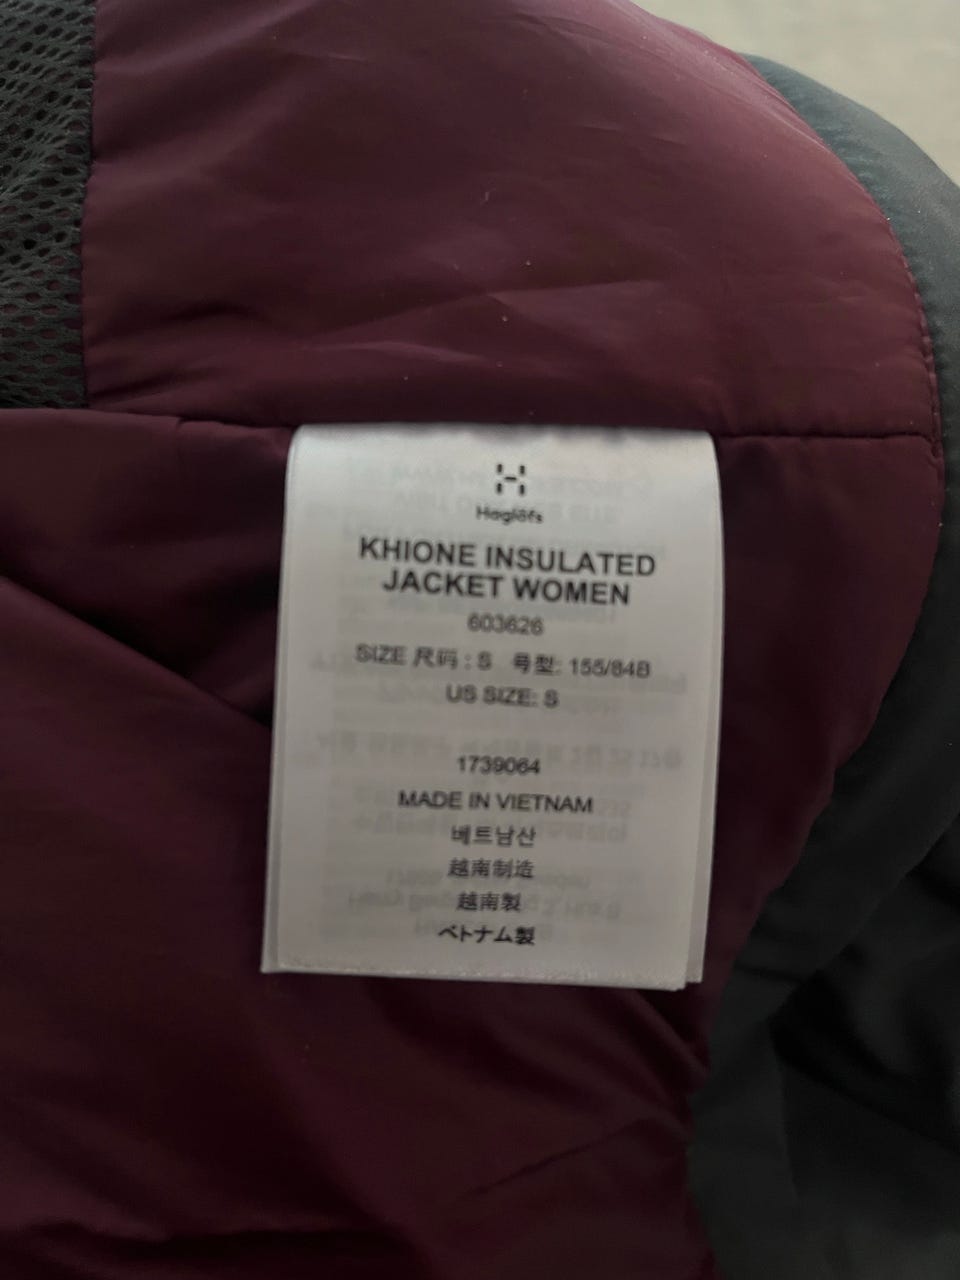 Haglöfs
KHIONE INSULATED
JACKET WOMEN
603626
SIZE 尺码 : S 号型: 155/84B
US SIZE: S
1739064
MADE IN VIETNAM
베트남산
越南制造
越南製
ベトナム製